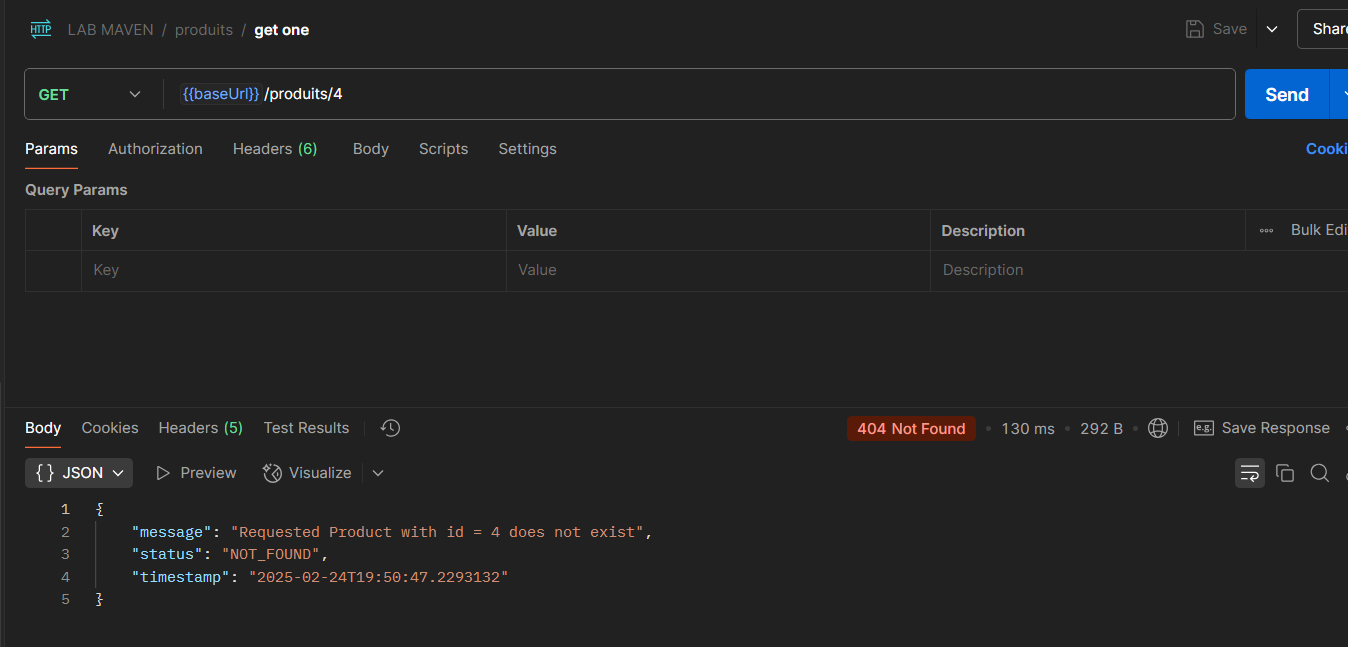 HTTP LAB MAVEN / produits / get one Save Share
GET {{baseUrl}} /produits/4 Send
Params Authorization Headers (6) Body Scripts Settings Cooki
Query Params
Key Value Description Bulk Edi
Key Value Description
Body Cookies Headers (5) Test Results 404 Not Found • 130 ms • 292 B • e.g. Save Response
{} JSON Preview Visualize
1 {
2 "message": "Requested Product with id = 4 does not exist",
3 "status": "NOT_FOUND",
4 "timestamp": "2025-02-24T19:50:47.2293132"
5 }